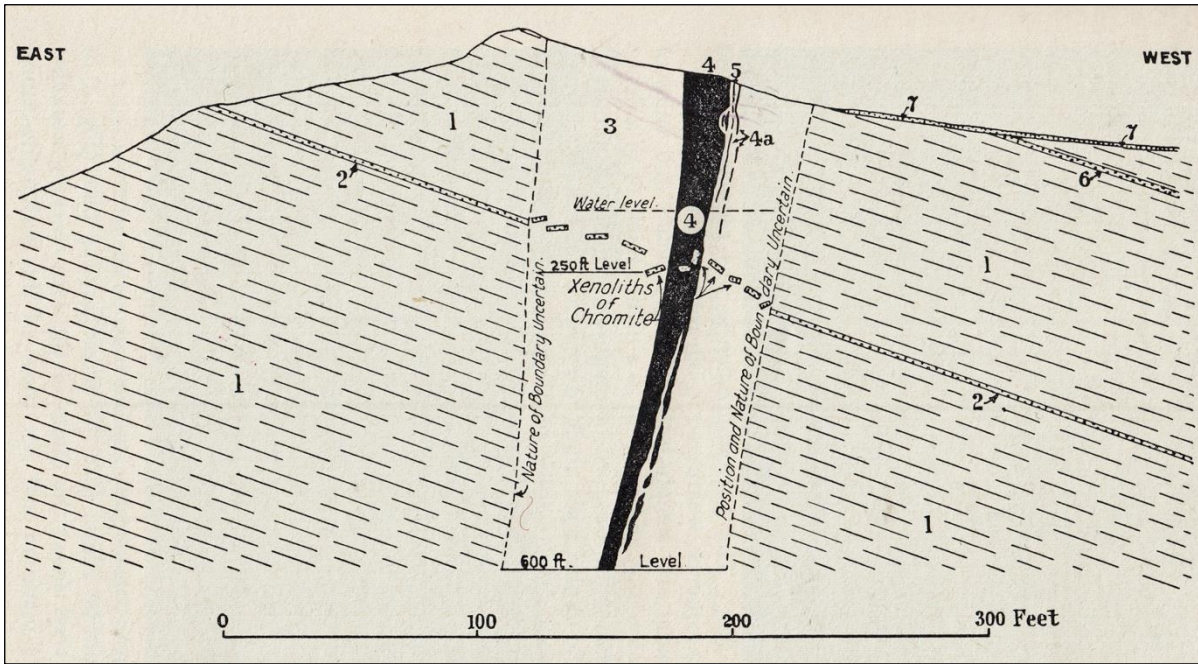 EAST
WEST
4 5
7
7
1
3
4a
2
6
Water level.
4
1
250ft Level
Xenoliths
of
Chromite
1
Nature of Boundary Uncertain.
Position and Nature of Boundary Uncertain.
2
1
600 ft. Level
0 100 200 300 Feet